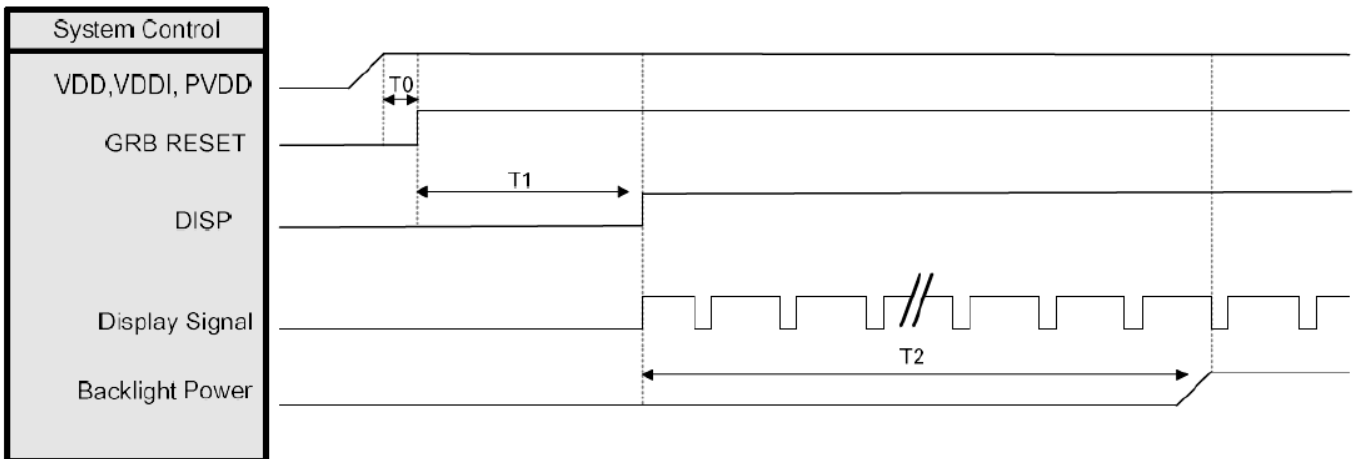 System Control
VDD,VDDI, PVDD
T0
GRB RESET
T1
DISP
Display Signal
T2
Backlight Power